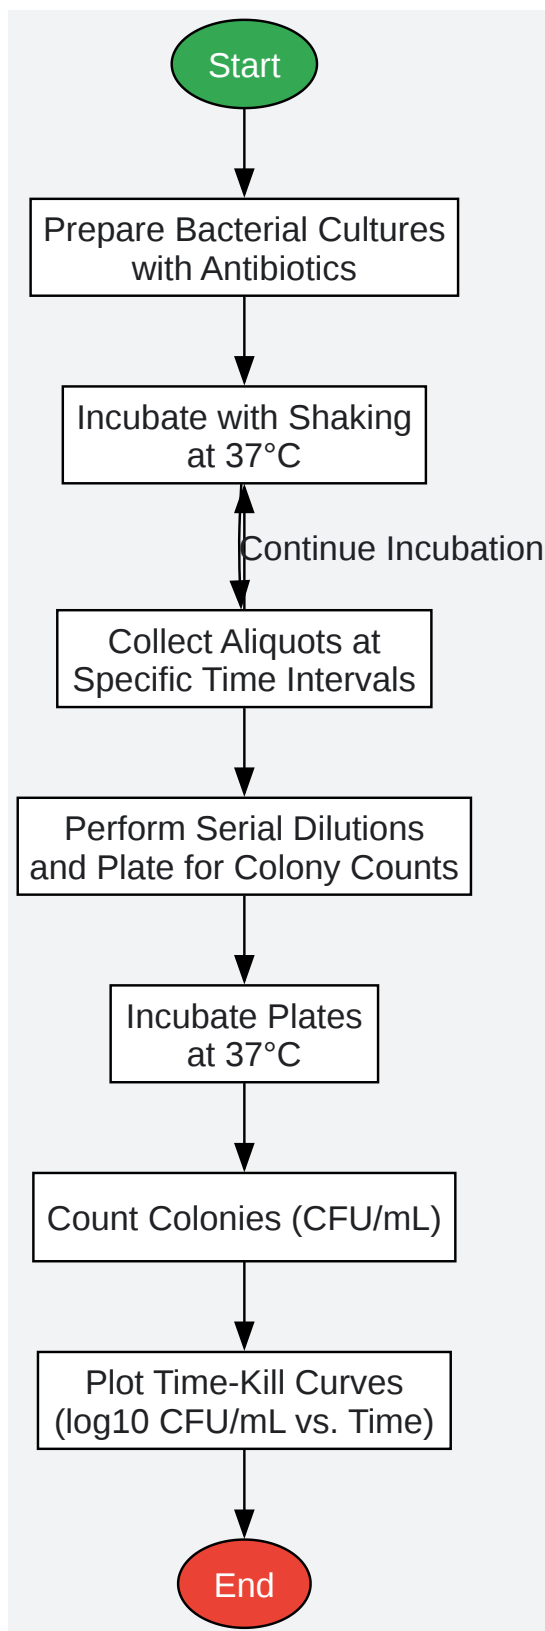 Start
Prepare Bacterial Cultures
with Antibiotics
Incubate with Shaking
at 37°C
Continue Incubation
Collect Aliquots at
Specific Time Intervals
Perform Serial Dilutions
and Plate for Colony Counts
Incubate Plates
at 37°C
Count Colonies (CFU/mL)
Plot Time-Kill Curves
(log10 CFU/mL vs. Time)
End